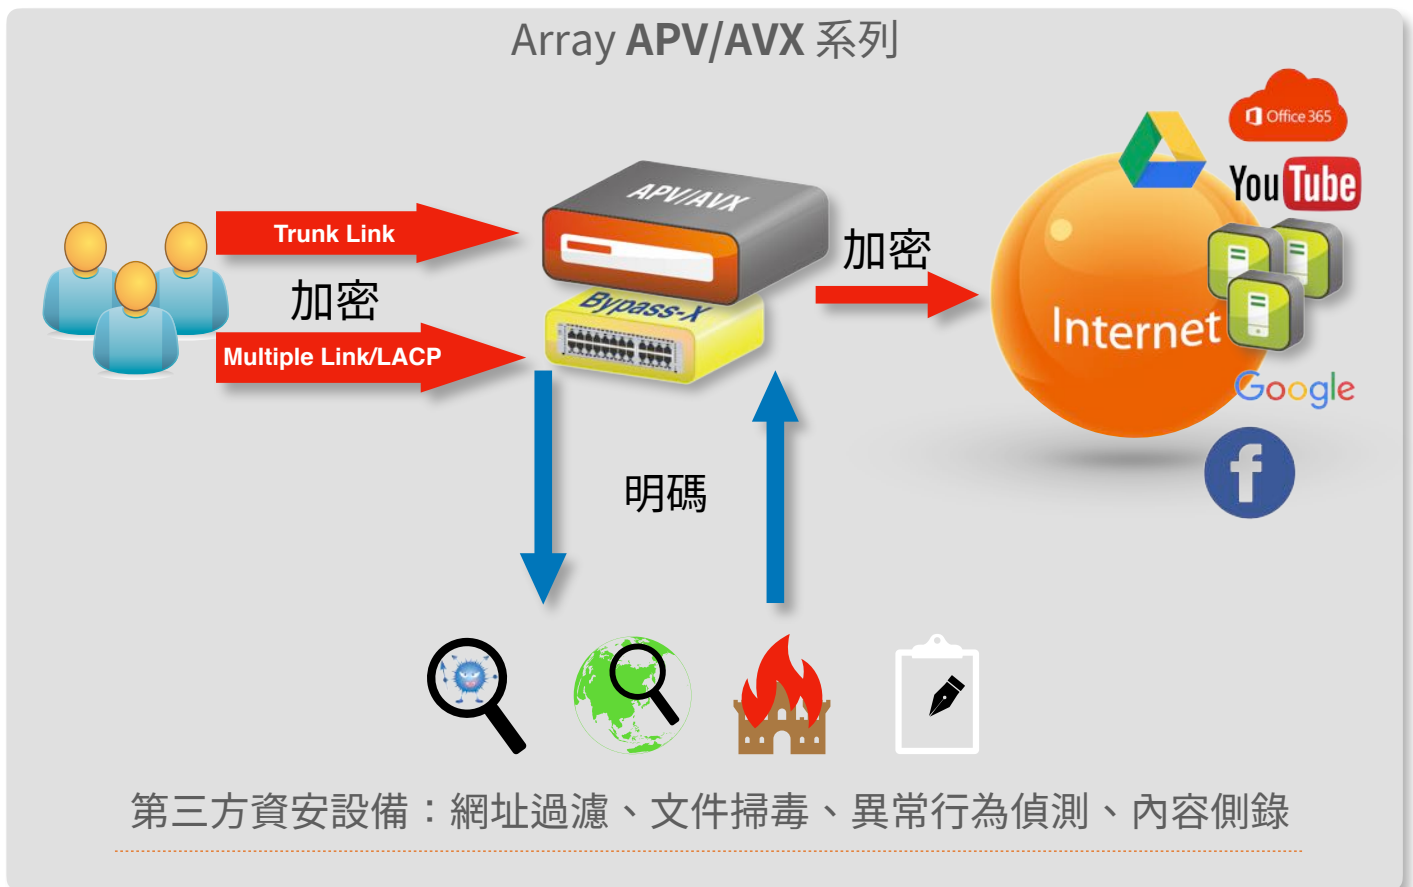 Array APV/AVX 系列
Office 365
YouTube
APV/AVX
Trunk Link
加密
加密
Bypass-X
Internet
Multiple Link/LACP
Google
f
明碼
第三方資安設備：網址過濾、文件掃毒、異常行為偵測、內容側錄